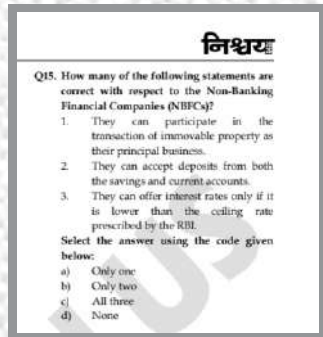 निश्चय
Q15. How many of the following statements are
correct with respect to the Non-Banking
Financial Companies (NBFCs)?
1. They can participate in the
transaction of immovable property as
their principal business.
2. They can accept deposits from both
the savings and current accounts.
3. They can offer interest rates only if it
is lower than the ceiling rate
prescribed by the RBI.
Select the answer using the code given
below:
a) Only one
b) Only two
c) All three
d) None